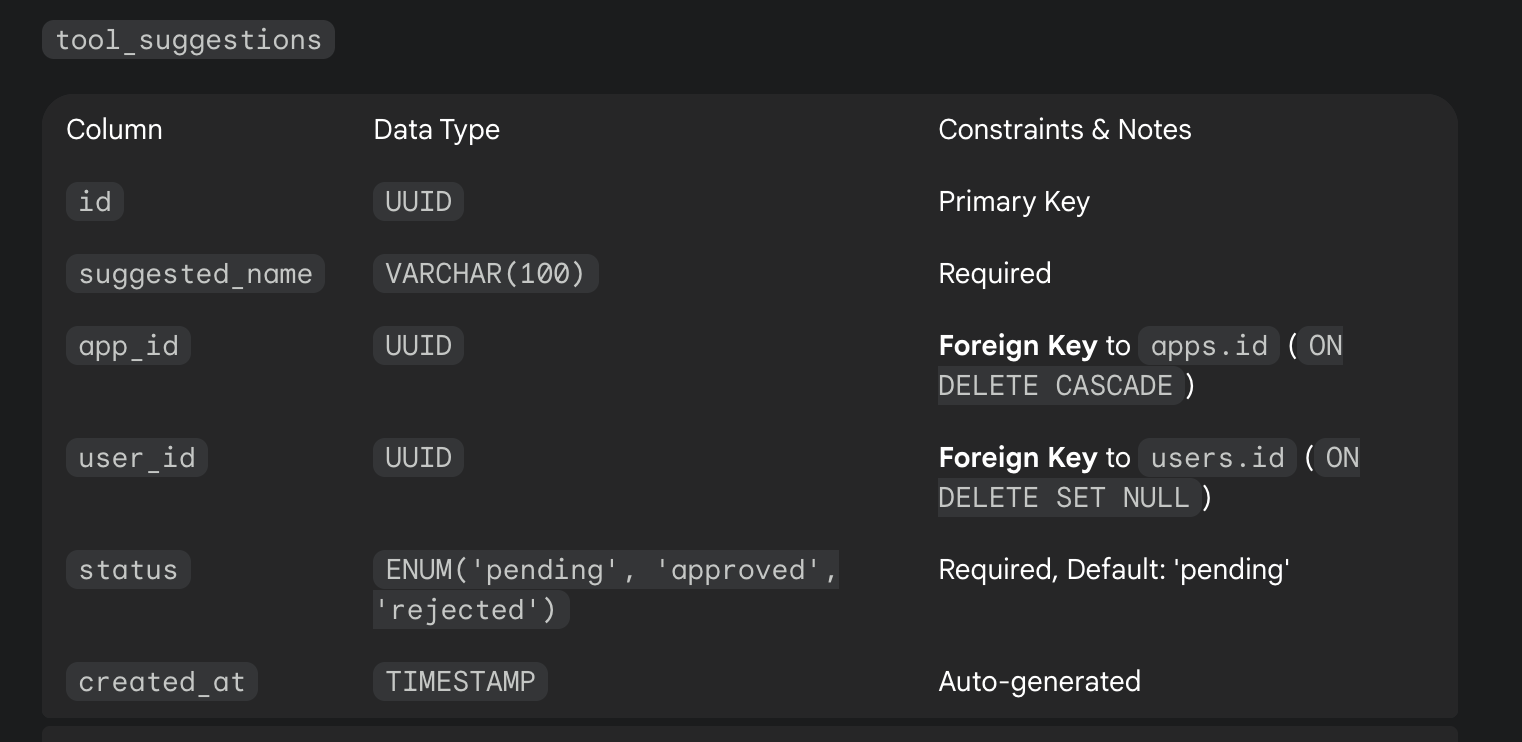 tool_suggestions
Column Data Type Constraints & Notes
id UUID Primary Key
suggested_name VARCHAR(100) Required
app_id UUID Foreign Key to apps.id (ON
DELETE CASCADE)
user_id UUID Foreign Key to users.id (ON
DELETE SET NULL)
status ENUM('pending', 'approved', Required, Default: 'pending'
'rejected')
created_at TIMESTAMP Auto-generated